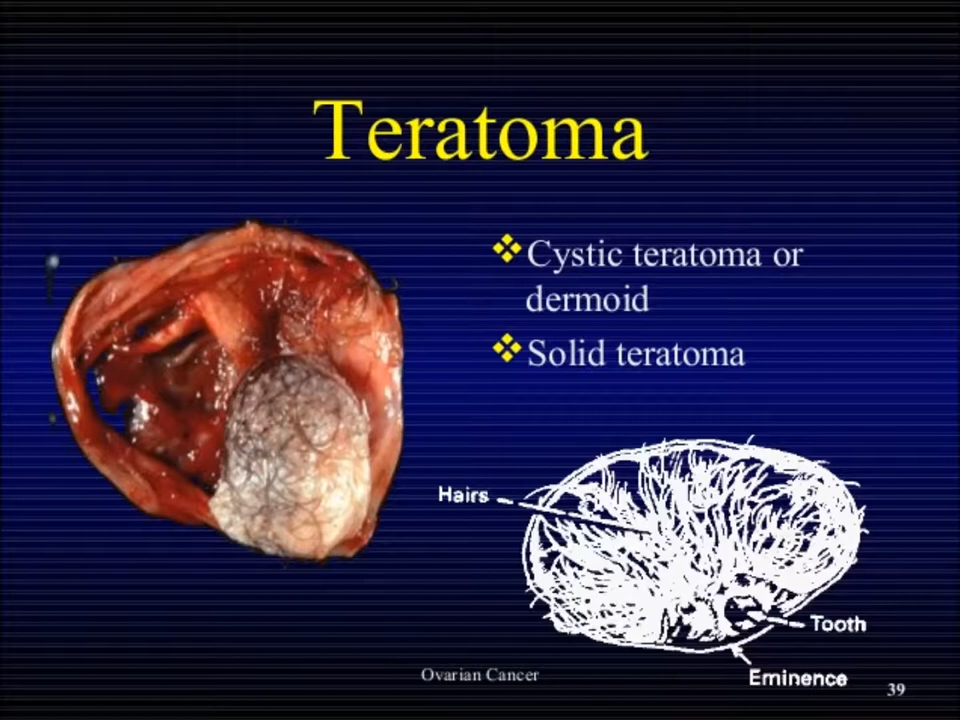 Teratoma
Cystic teratoma or
dermoid
Solid teratoma
Hairs
Tooth
Eminence
Ovarian Cancer
39